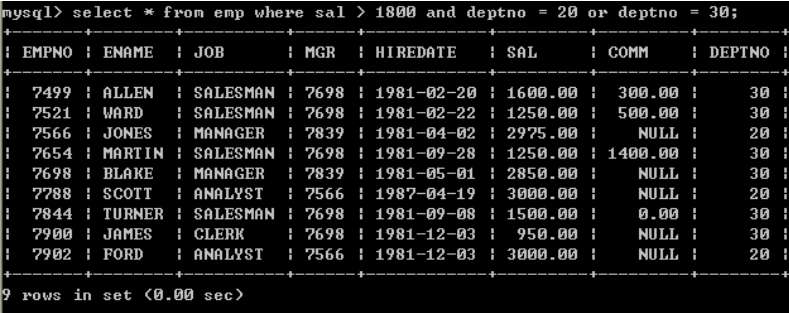 mysql> select * from emp where sal > 1800 and deptno = 20 or deptno = 30;
+-------+--------+----------+------+------------+---------+---------+--------+
| EMPNO | ENAME  | JOB      | MGR  | HIREDATE   | SAL     | COMM    | DEPTNO |
+-------+--------+----------+------+------------+---------+---------+--------+
|  7499 | ALLEN  | SALESMAN | 7698 | 1981-02-20 | 1600.00 |  300.00 |     30 |
|  7521 | WARD   | SALESMAN | 7698 | 1981-02-22 | 1250.00 |  500.00 |     30 |
|  7566 | JONES  | MANAGER  | 7839 | 1981-04-02 | 2975.00 |    NULL |     20 |
|  7654 | MARTIN | SALESMAN | 7698 | 1981-09-28 | 1250.00 | 1400.00 |     30 |
|  7698 | BLAKE  | MANAGER  | 7839 | 1981-05-01 | 2850.00 |    NULL |     30 |
|  7788 | SCOTT  | ANALYST  | 7566 | 1987-04-19 | 3000.00 |    NULL |     20 |
|  7844 | TURNER | SALESMAN | 7698 | 1981-09-08 | 1500.00 |    0.00 |     30 |
|  7900 | JAMES  | CLERK    | 7698 | 1981-12-03 |  950.00 |    NULL |     30 |
|  7902 | FORD   | ANALYST  | 7566 | 1981-12-03 | 3000.00 |    NULL |     20 |
+-------+--------+----------+------+------------+---------+---------+--------+
9 rows in set (0.00 sec)